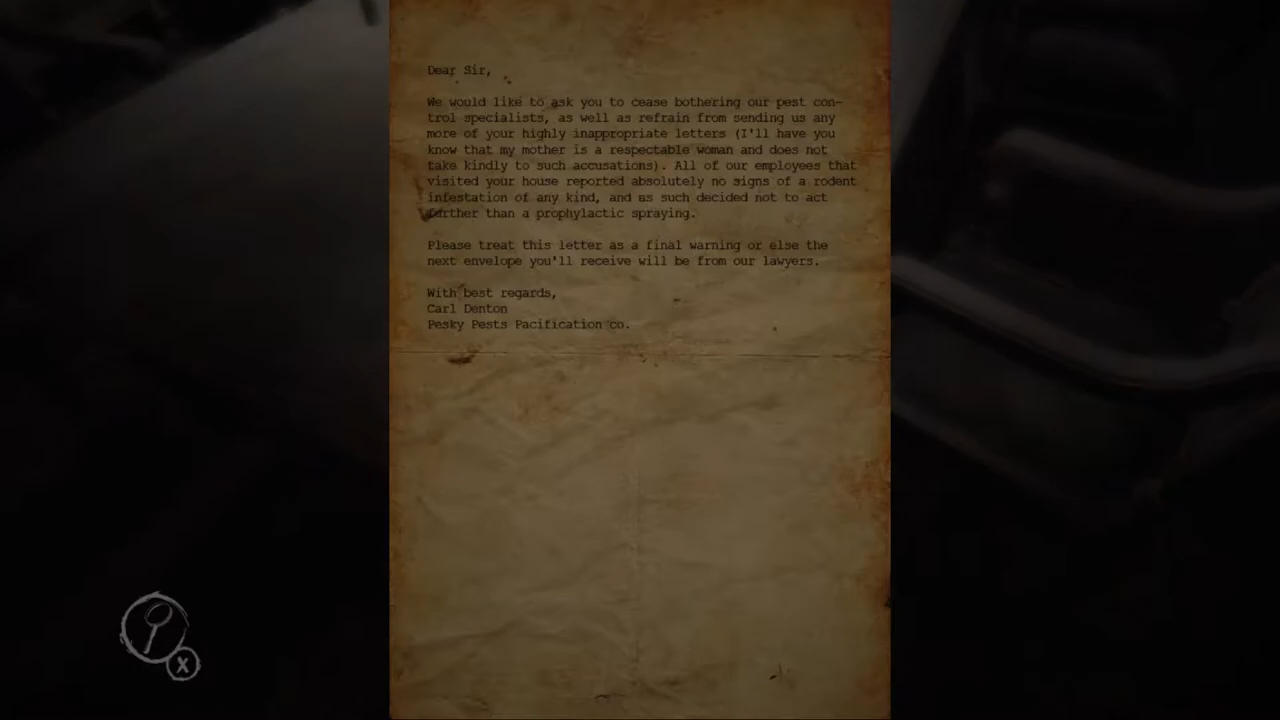 Dear Sir,
We would like to ask you to cease bothering our pest con-
trol specialists, as well as refrain from sending us any
more of your highly inappropriate letters (I'll have you
know that my mother is a respectable woman and does not
take kindly to such accusations). All of our employees that
visited your house reported absolutely no signs of a rodent
infestation of any kind, and as such decided not to act
further than a prophylactic spraying.
Please treat this letter as a final warning or else the
next envelope you'll receive will be from our lawyers.
With best regards,
Carl Denton
Pesky Pests Pacification co.
X